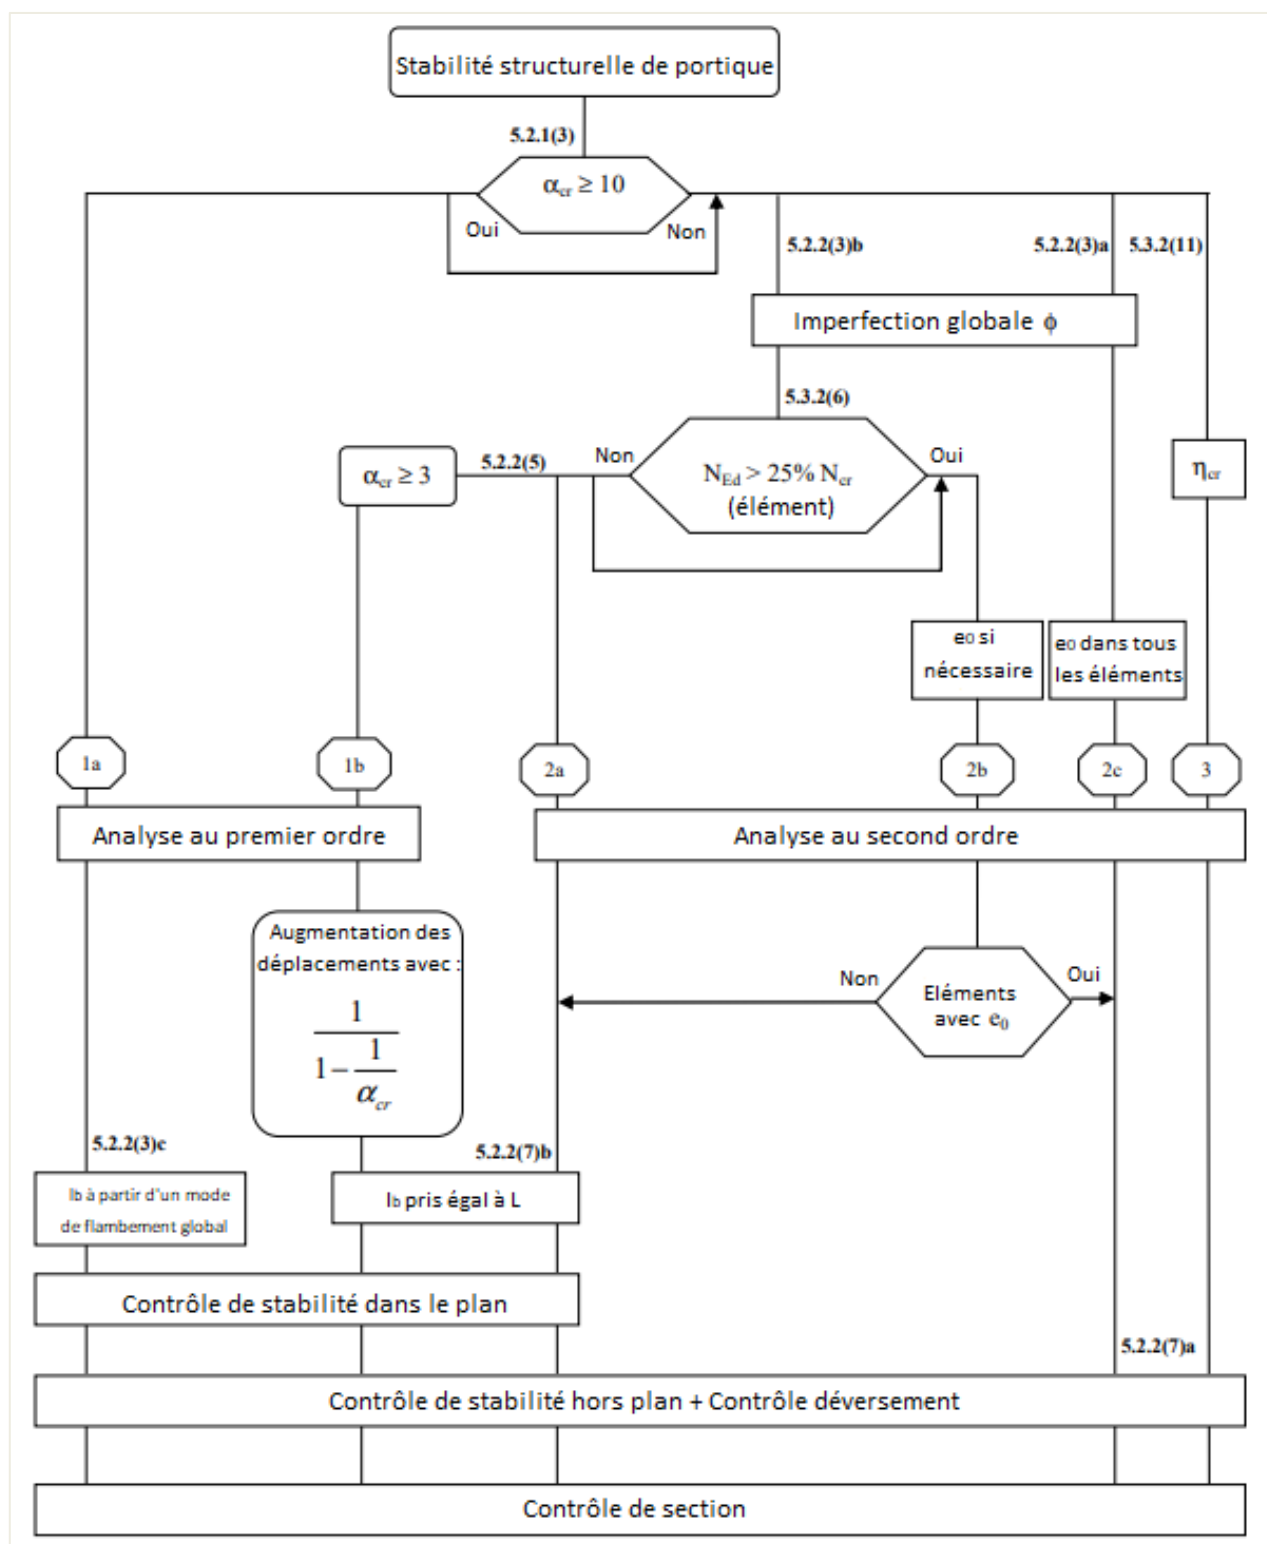 Stabilité structurelle de portique
5.2.1(3)
αcr ≥ 10
Oui
Non
5.2.2(3)b
5.2.2(3)a
5.3.2(11)
Imperfection globale ϕ
5.3.2(6)
αcr ≥ 3
5.2.2(5)
Non
NEd > 25% Ncr
(élément)
Oui
ηcr
e0 si
nécessaire
e0 dans tous
les éléments
1a
1b
2a
2b
2c
3
Analyse au premier ordre
Analyse au second ordre
Augmentation des
déplacements avec :
1
1 − 1
αcr
Non
Eléments
avec e0
Oui
5.2.2(3)c
5.2.2(7)b
lb à partir d'un mode
de flambement global
lb pris égal à L
Contrôle de stabilité dans le plan
5.2.2(7)a
Contrôle de stabilité hors plan + Contrôle déversement
Contrôle de section